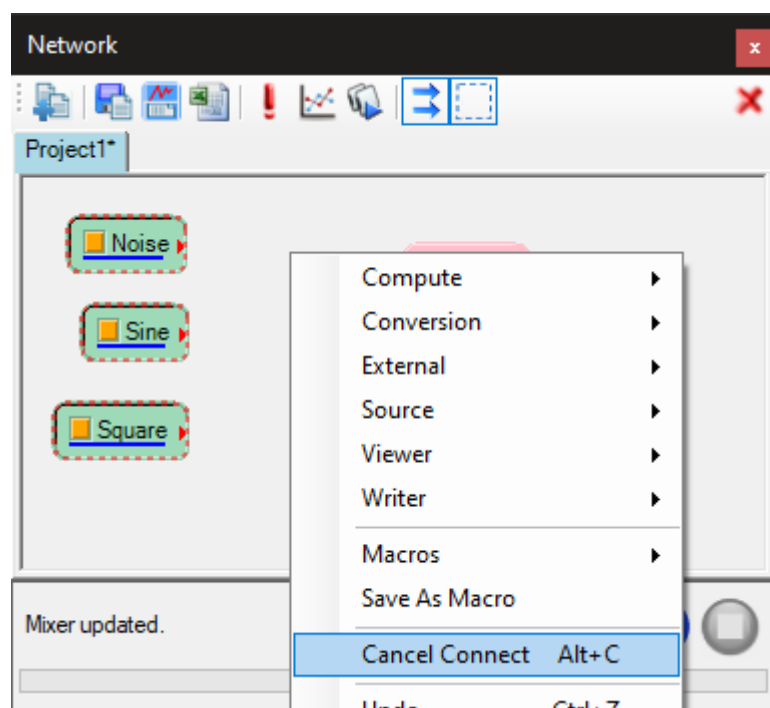 Network
x
Project1*
Noise
Sine
Square
Compute
Conversion
External
Source
Viewer
Writer
Macros
Save As Macro
Mixer updated.
Cancel Connect Alt+C